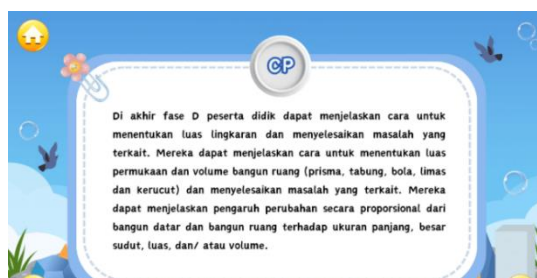 CP
Di akhir fase D peserta didik dapat menjelaskan cara untuk
menentukan luas lingkaran dan menyelesaikan masalah yang
terkait. Mereka dapat menjelaskan cara untuk menentukan luas
permukaan dan volume bangun ruang (prisma, tabung, bola, limas
dan kerucut) dan menyelesaikan masalah yang terkait. Mereka
dapat menjelaskan pengaruh perubahan secara proporsional dari
bangun datar dan bangun ruang terhadap ukuran panjang, besar
sudut, luas, dan/ atau volume.